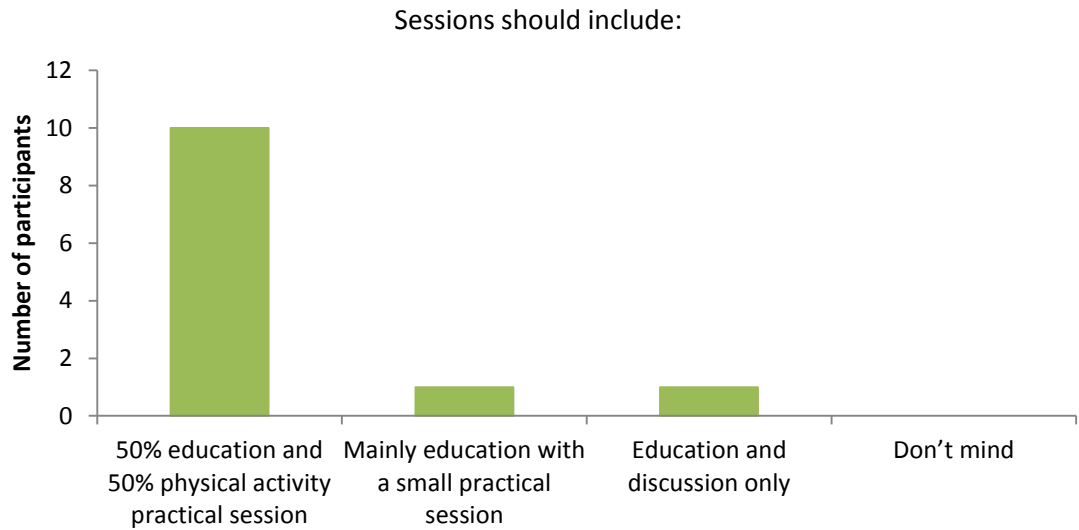 Sessions should include:
Number of participants
12
10
8
6
4
2
0
50% education and
50% physical activity
practical session
Mainly education with
a small practical
session
Education and
discussion only
Don’t mind